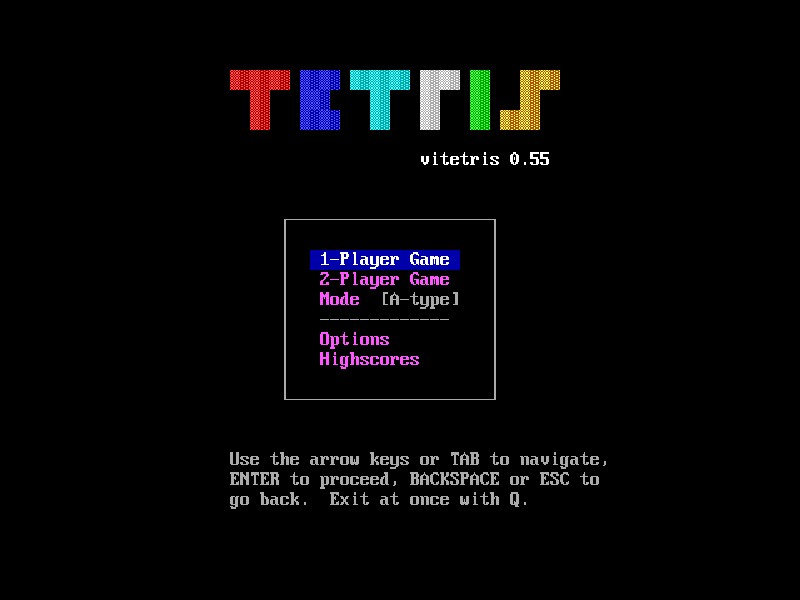 TETRIS
vitetris 0.55
1-Player Game
2-Player Game
Mode [A-type]
-------------
Options
Highscores
Use the arrow keys or TAB to navigate,
ENTER to proceed, BACKSPACE or ESC to
go back.  Exit at once with Q.